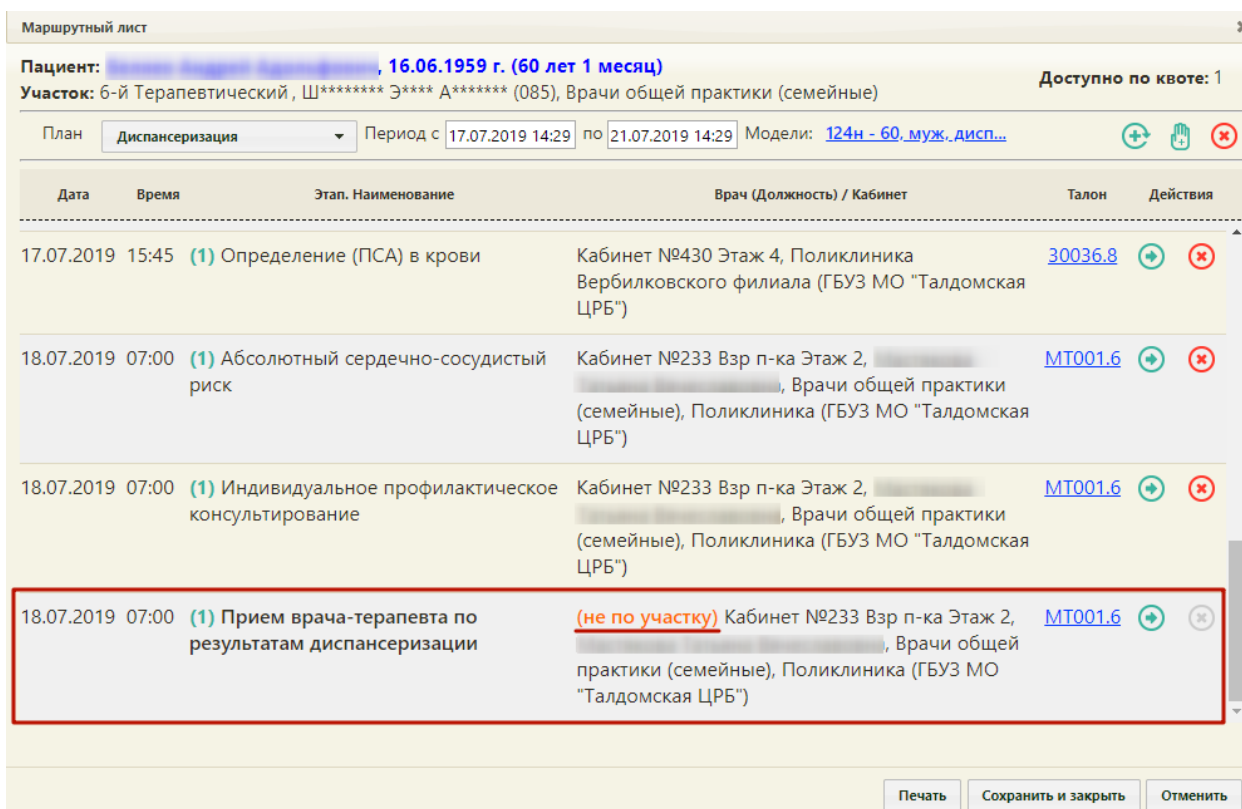 Маршрутный лист
Пациент: , 16.06.1959 г. (60 лет 1 месяц)
Доступно по квоте: 1
Участок: 6-й Терапевтический , Ш******** Э**** А******* (085), Врачи общей практики (семейные)
План Диспансеризация Период с 17.07.2019 14:29 по 21.07.2019 14:29 Модели: 124н - 60, муж, дисп...
Дата Время Этап. Наименование Врач (Должность) / Кабинет Талон Действия
17.07.2019 15:45 (1) Определение (ПСА) в крови Кабинет №430 Этаж 4, Поликлиника 30036.8
Вербилковского филиала (ГБУЗ МО "Талдомская
ЦРБ")
18.07.2019 07:00 (1) Абсолютный сердечно-сосудистый Кабинет №233 Взр п-ка Этаж 2, МТ001.6
риск , Врачи общей практики
(семейные), Поликлиника (ГБУЗ МО "Талдомская
ЦРБ")
18.07.2019 07:00 (1) Индивидуальное профилактическое Кабинет №233 Взр п-ка Этаж 2, МТ001.6
консультирование , Врачи общей практики
(семейные), Поликлиника (ГБУЗ МО "Талдомская
ЦРБ")
18.07.2019 07:00 (1) Прием врача-терапевта по (не по участку) Кабинет №233 Взр п-ка Этаж 2, МТ001.6
результатам диспансеризации , Врачи общей
практики (семейные), Поликлиника (ГБУЗ МО
"Талдомская ЦРБ")
Печать Сохранить и закрыть Отменить